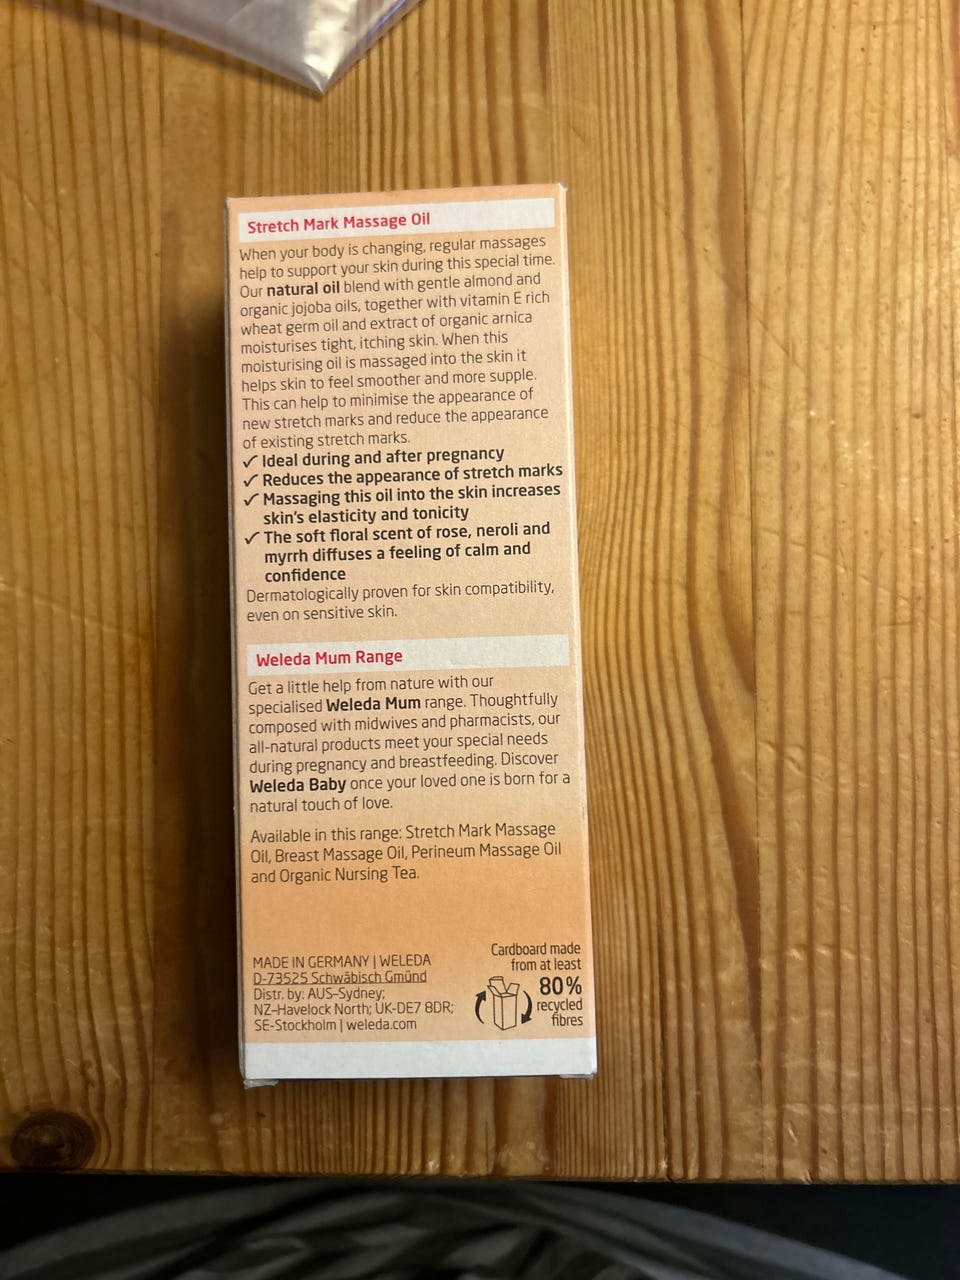 Stretch Mark Massage Oil
When your body is changing, regular massages
help to support your skin during this special time.
Our natural oil blend with gentle almond and
organic jojoba oils, together with vitamin E rich
wheat germ oil and extract of organic arnica
moisturises tight, itching skin. When this
moisturising oil is massaged into the skin it
helps skin to feel smoother and more supple.
This can help to minimise the appearance of
new stretch marks and reduce the appearance
of existing stretch marks.
✓ Ideal during and after pregnancy
✓ Reduces the appearance of stretch marks
✓ Massaging this oil into the skin increases
skin's elasticity and tonicity
✓ The soft floral scent of rose, neroli and
myrrh diffuses a feeling of calm and
confidence
Dermatologically proven for skin compatibility,
even on sensitive skin.
Weleda Mum Range
Get a little help from nature with our
specialised Weleda Mum range. Thoughtfully
composed with midwives and pharmacists, our
all-natural products meet your special needs
during pregnancy and breastfeeding. Discover
Weleda Baby once your loved one is born for a
natural touch of love.
Available in this range: Stretch Mark Massage
Oil, Breast Massage Oil, Perineum Massage Oil
and Organic Nursing Tea.
MADE IN GERMANY | WELEDA
D-73525 Schwäbisch Gmünd
Distr. by: AUS-Sydney;
NZ-Havelock North; UK-DE7 8DR;
SE-Stockholm | weleda.com
Cardboard made
from at least
80%
recycled
fibres